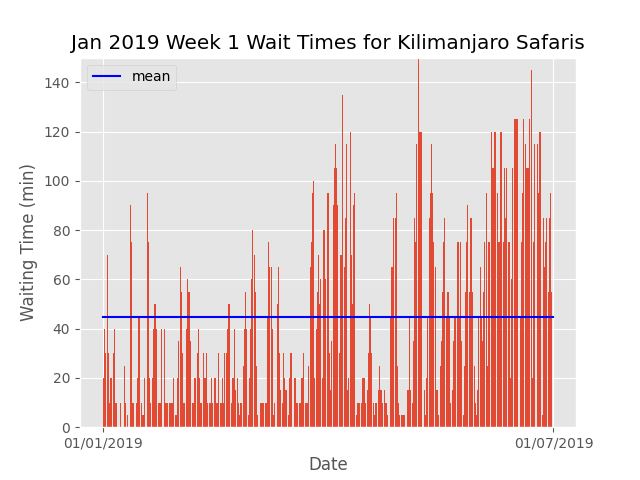 Jan 2019 Week 1 Wait Times for Kilimanjaro Safaris
mean
140
120
100
80
60
40
20
0
Waiting Time (min)
01/01/2019 01/07/2019
Date